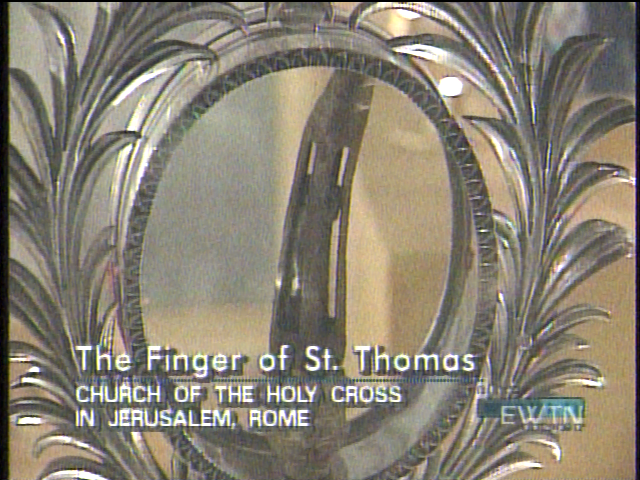 The Finger of St. Thomas
CHURCH OF THE HOLY CROSS
IN JERUSALEM, ROME
EWTN